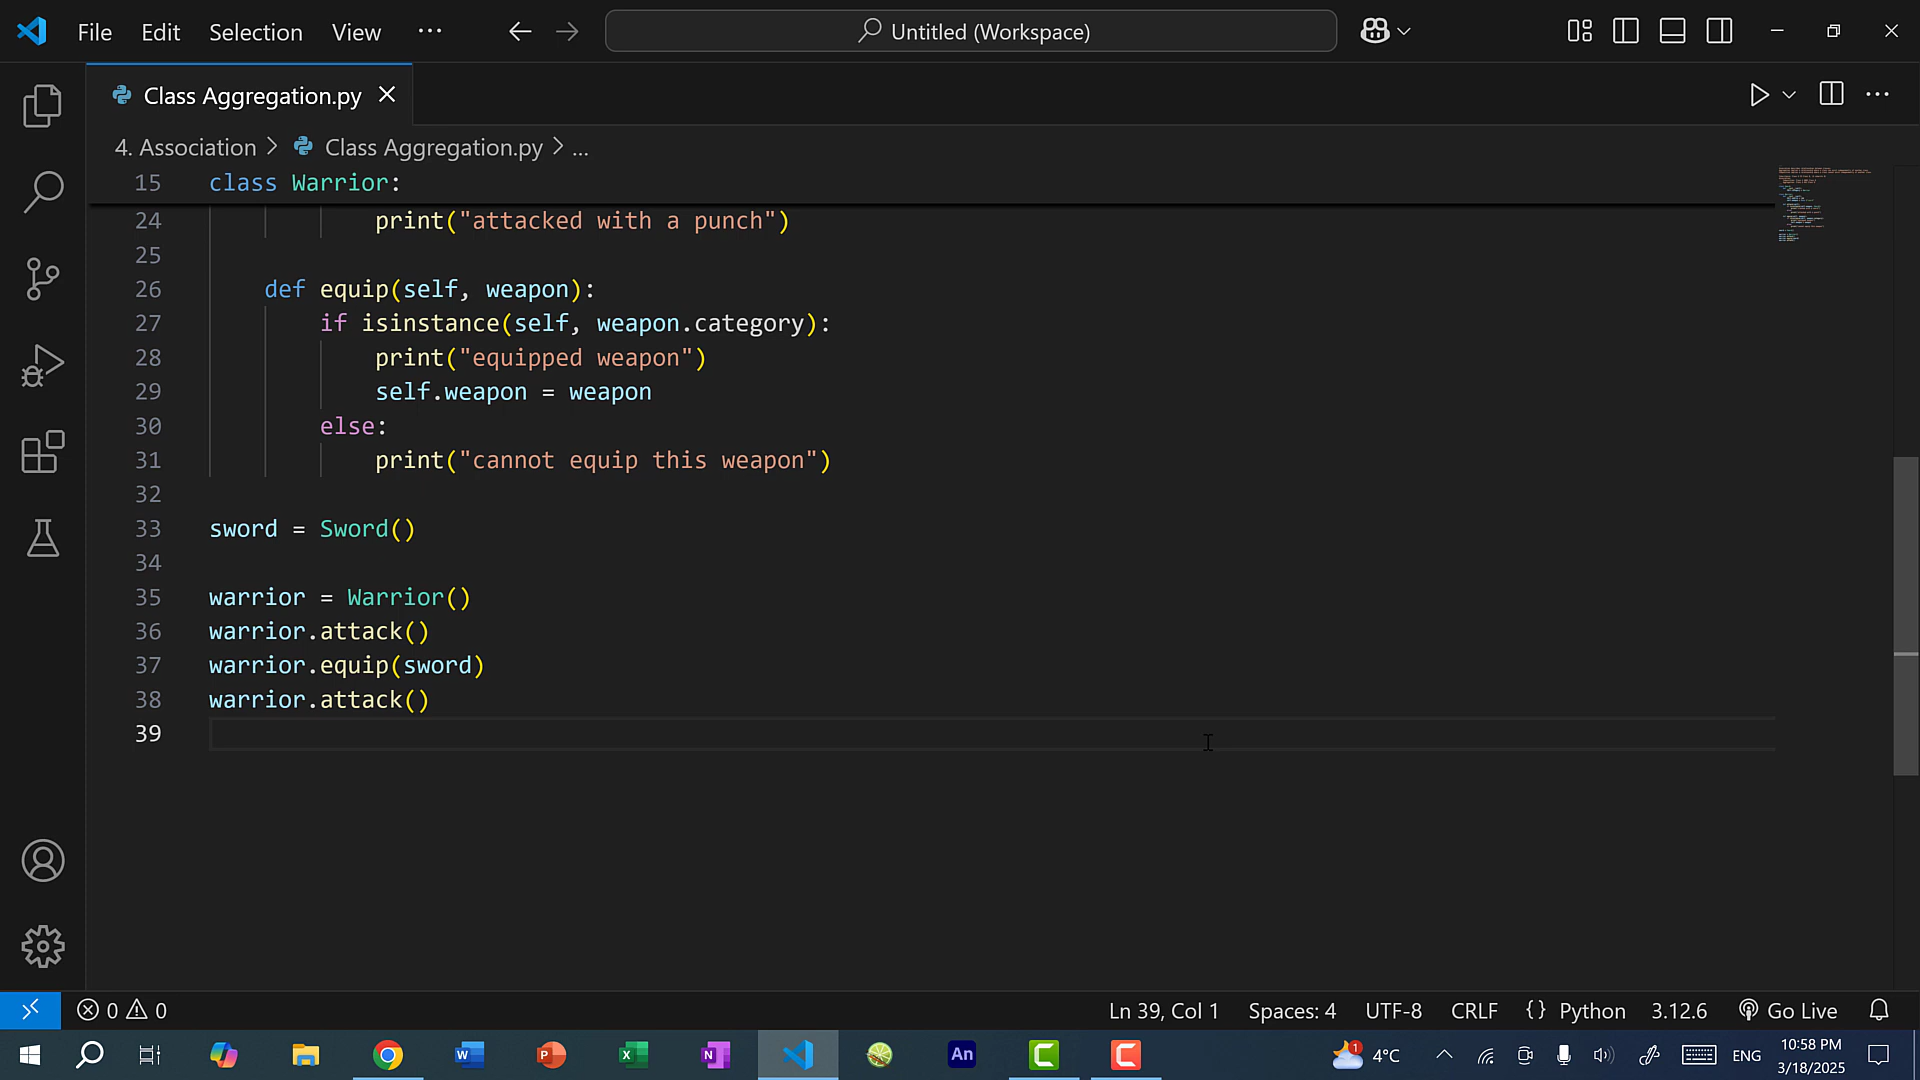 File Edit Selection View ··· Untitled (Workspace)
Class Aggregation.py
4. Association > Class Aggregation.py > ...
15 class Warrior:
24 print("attacked with a punch")
25
26 def equip(self, weapon):
27 if isinstance(self, weapon.category):
28 print("equipped weapon")
29 self.weapon = weapon
30 else:
31 print("cannot equip this weapon")
32
33 sword = Sword()
34
35 warrior = Warrior()
36 warrior.attack()
37 warrior.equip(sword)
38 warrior.attack()
39
0 0 Ln 39, Col 1 Spaces: 4 UTF-8 CRLF {} Python 3.12.6 Go Live
W P X N An C C 1 4°C ENG 10:58 PM
3/18/2025